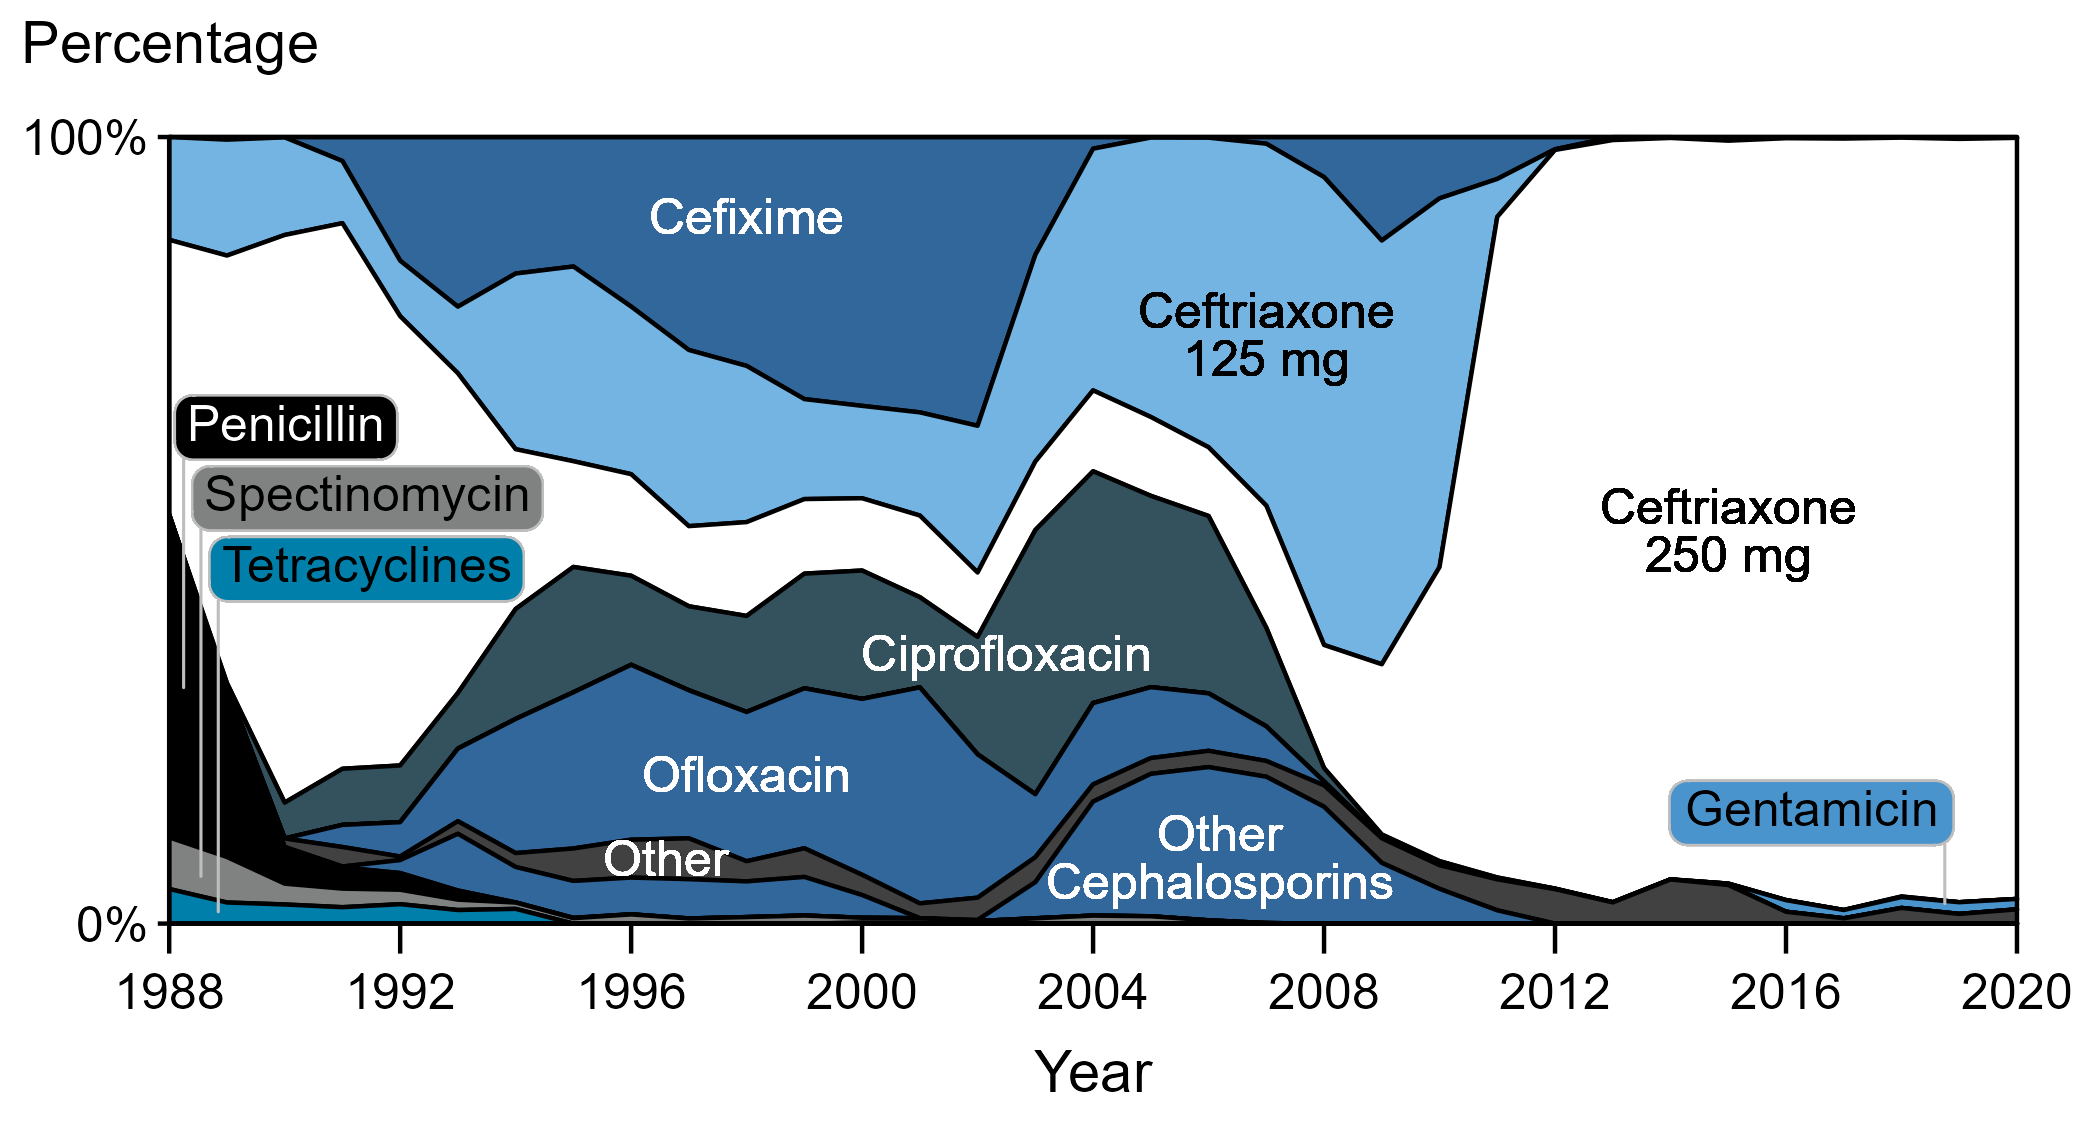 Percentage
100%
Cefixime
Ceftriaxone
125 mg
Penicillin
Spectinomycin
Tetracyclines
Ceftriaxone
250 mg
Ciprofloxacin
Ofloxacin
Other
Other
Cephalosporins
Gentamicin
0%
1988 1992 1996 2000 2004 2008 2012 2016 2020
Year